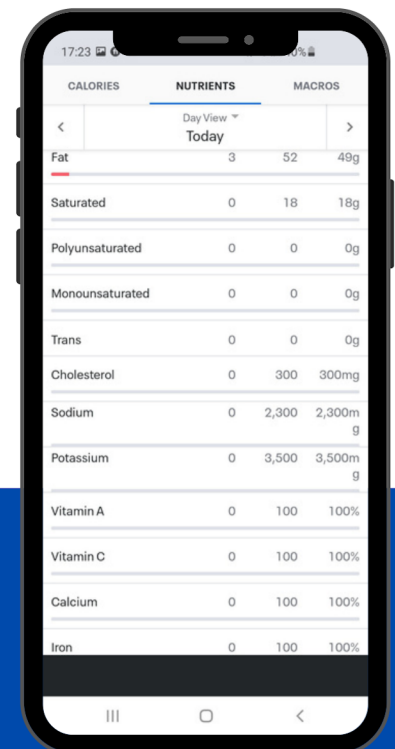 17:23
CALORIES NUTRIENTS MACROS
Day View
Today
Fat 3 52 49g
Saturated 0 18 18g
Polyunsaturated 0 0 0g
Monounsaturated 0 0 0g
Trans 0 0 0g
Cholesterol 0 300 300mg
Sodium 0 2,300 2,300m
g
Potassium 0 3,500 3,500m
g
Vitamin A 0 100 100%
Vitamin C 0 100 100%
Calcium 0 100 100%
Iron 0 100 100%